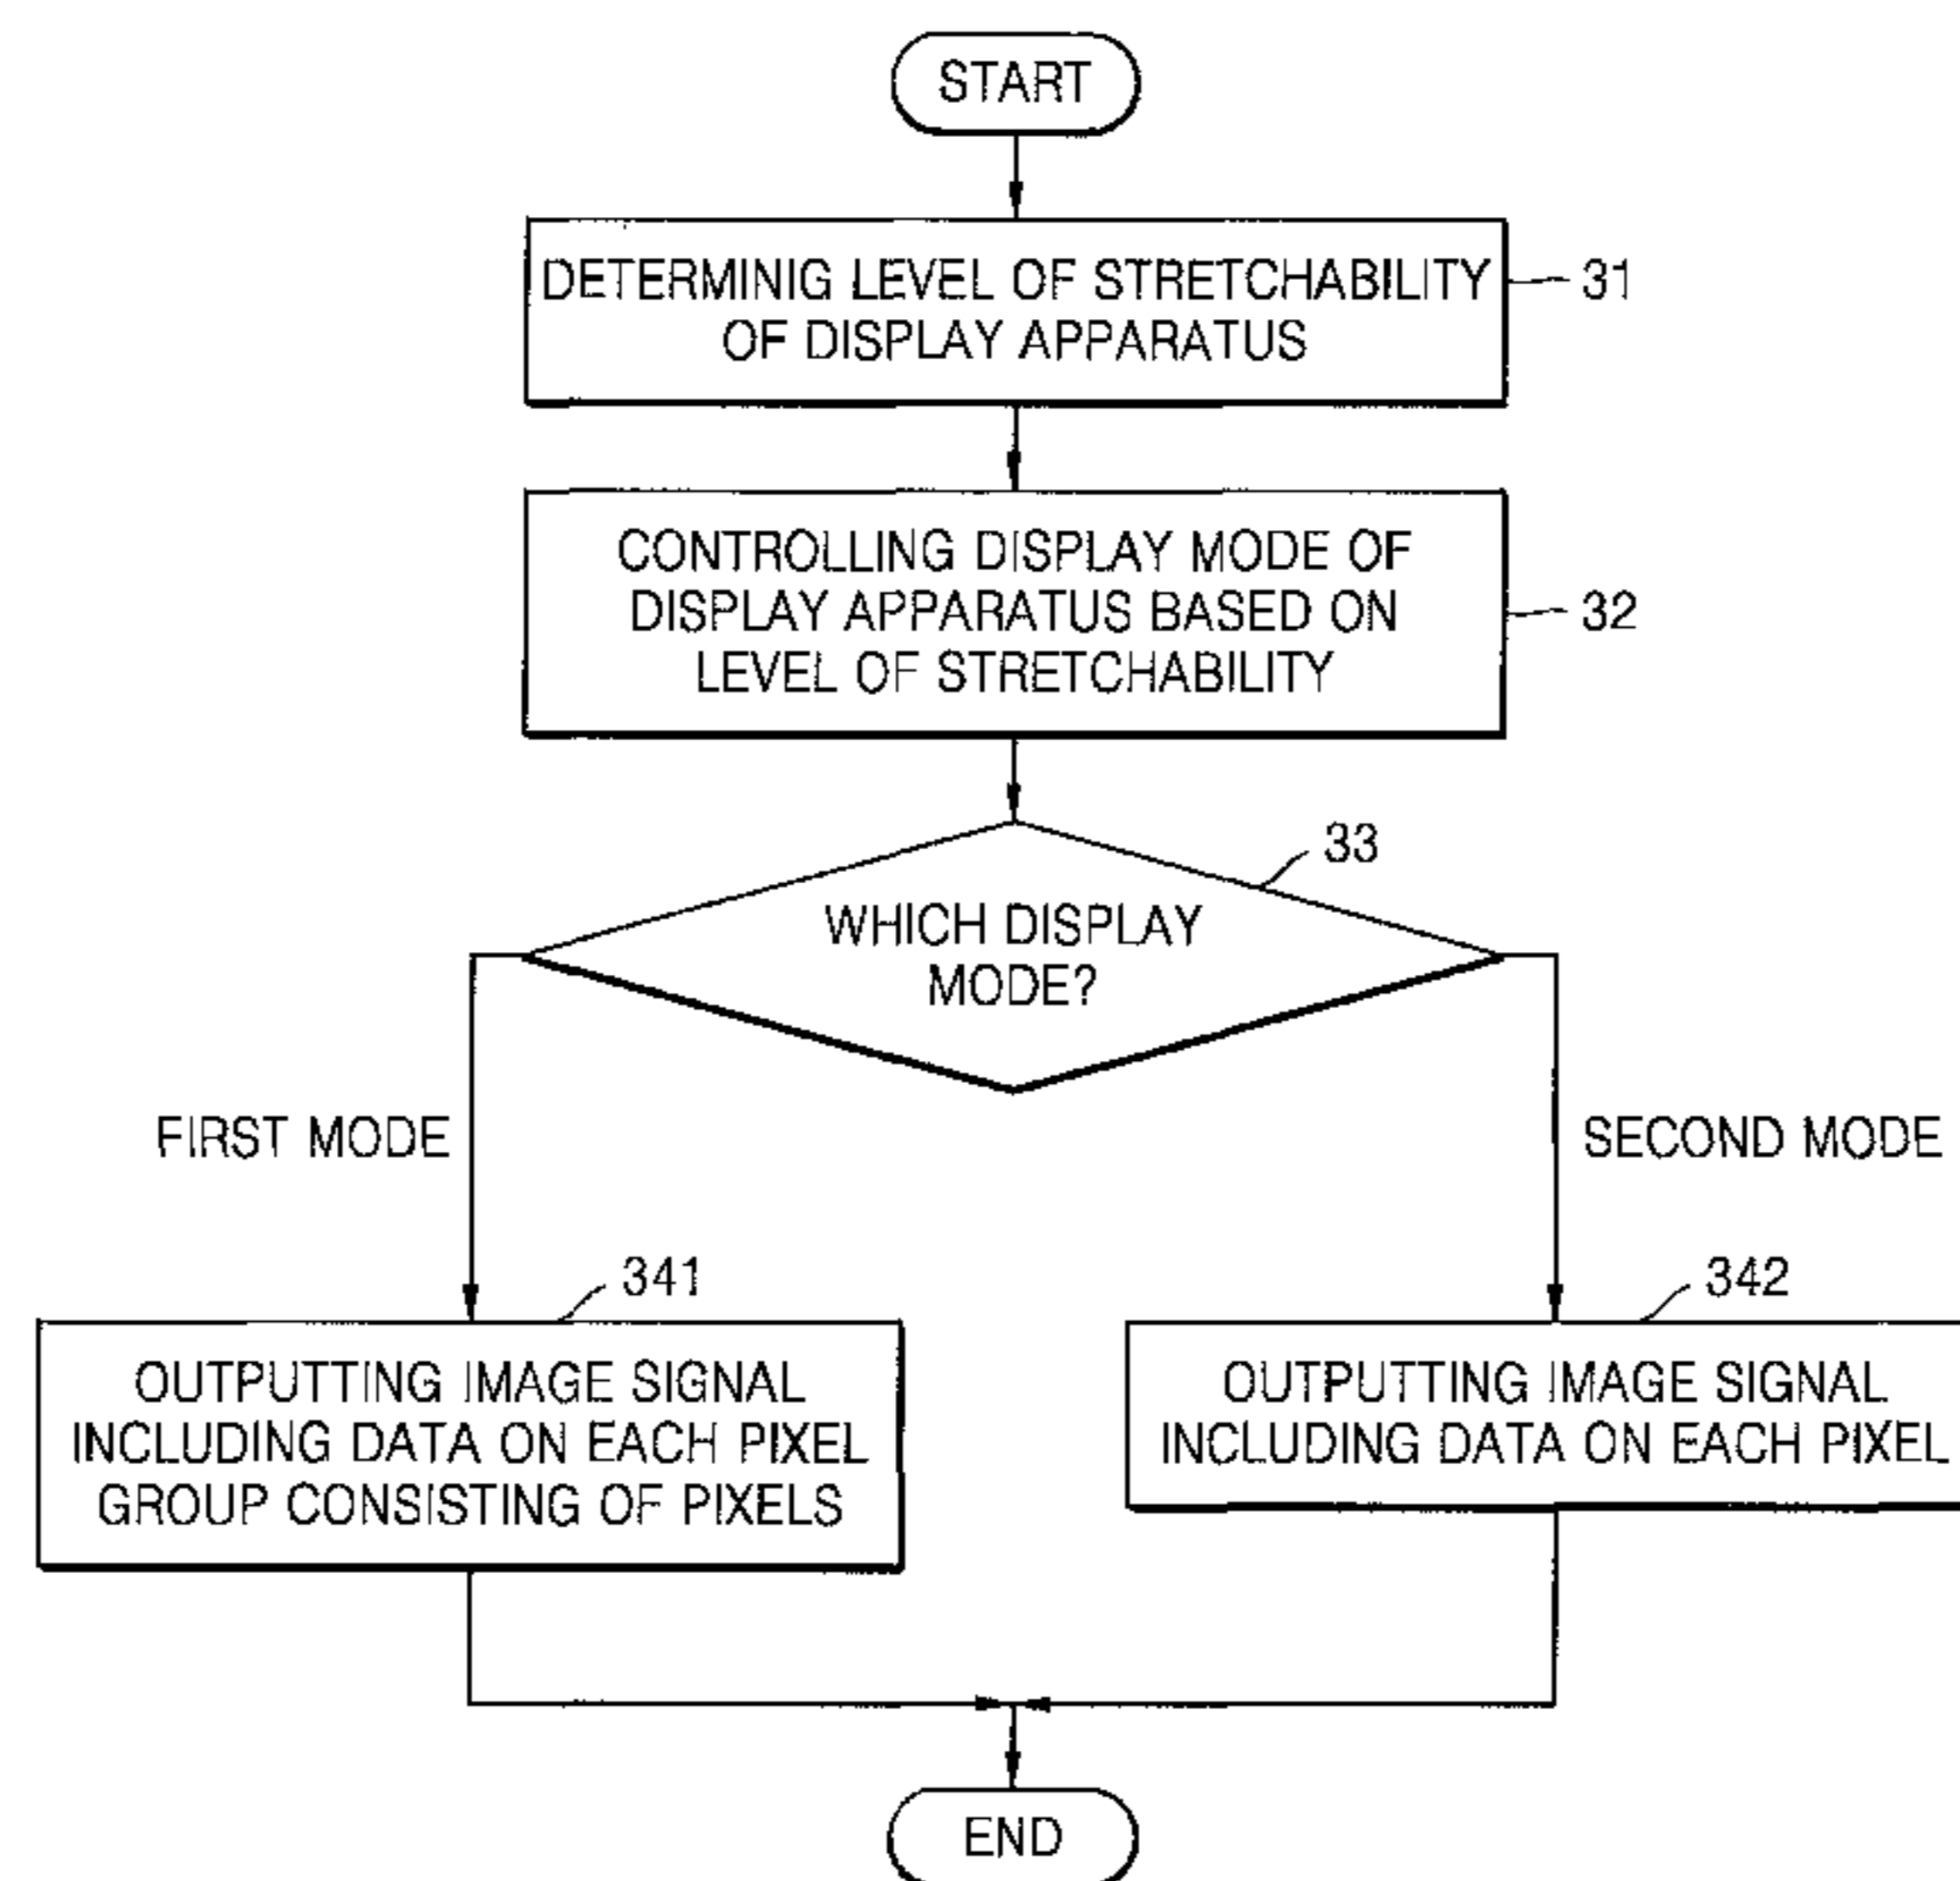 START
DETERMINIG LEVEL OF STRETCHABILITY
OF DISPLAY APPARATUS
31
CONTROLLING DISPLAY MODE OF
DISPLAY APPARATUS BASED ON
LEVEL OF STRETCHABILITY
32
33
WHICH DISPLAY
MODE?
FIRST MODE
SECOND MODE
341
OUTPUTTING IMAGE SIGNAL
INCLUDING DATA ON EACH PIXEL
GROUP CONSISTING OF PIXELS
342
OUTPUTTING IMAGE SIGNAL
INCLUDING DATA ON EACH PIXEL
END